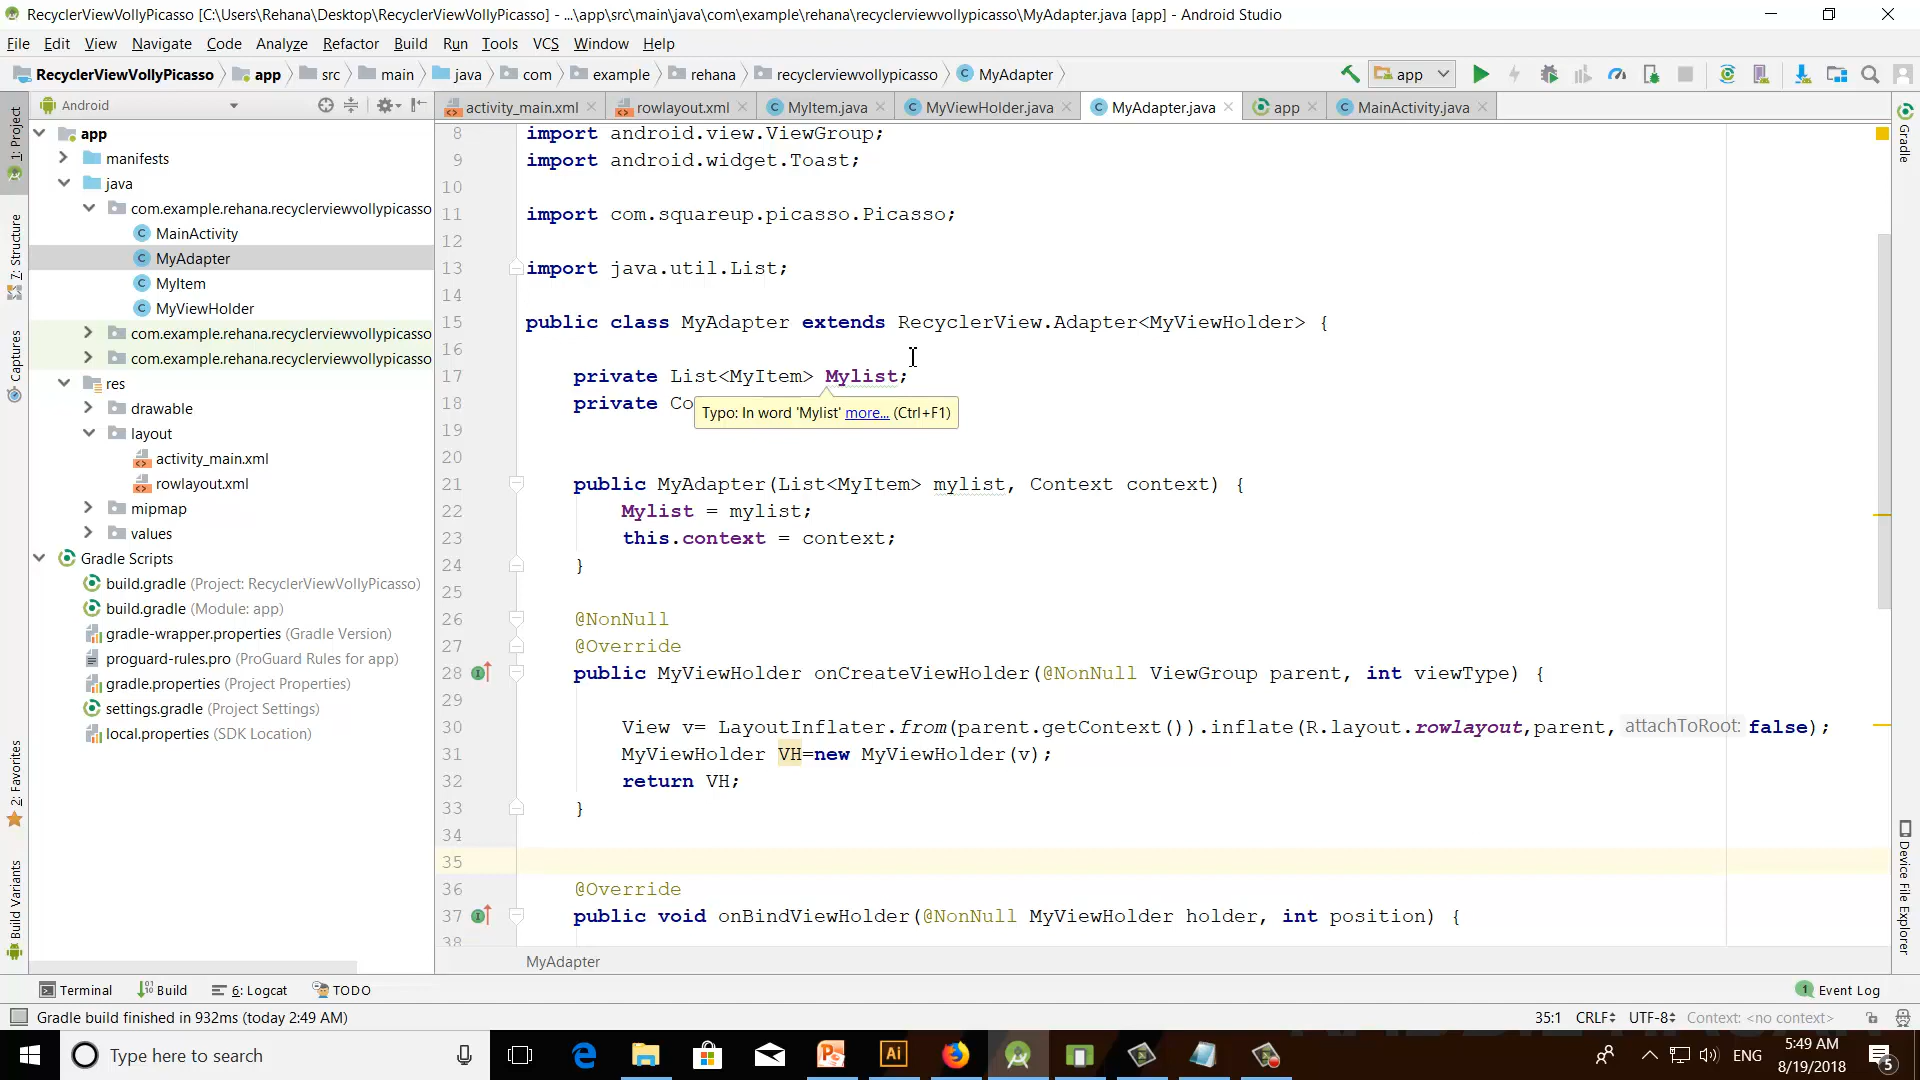 RecyclerViewVollyPicasso [C:\Users\Rehana\Desktop\RecyclerViewVollyPicasso] - ...\app\src\main\java\com\example\rehana\recyclerviewvollypicasso\MyAdapter.java [app] - Android Studio
File Edit View Navigate Code Analyze Refactor Build Run Tools VCS Window Help
RecyclerViewVollyPicasso app src main java com example rehana recyclerviewvollypicasso MyAdapter app
Android activity_main.xml rowlayout.xml MyItem.java MyViewHolder.java MyAdapter.java app MainActivity.java
1: Project
7: Structure
Captures
2: Favorites
Build Variants
app
manifests
java
com.example.rehana.recyclerviewvollypicasso
MainActivity
MyAdapter
MyItem
MyViewHolder
com.example.rehana.recyclerviewvollypicasso
com.example.rehana.recyclerviewvollypicasso
res
drawable
layout
activity_main.xml
rowlayout.xml
mipmap
values
Gradle Scripts
build.gradle (Project: RecyclerViewVollyPicasso)
build.gradle (Module: app)
gradle-wrapper.properties (Gradle Version)
proguard-rules.pro (ProGuard Rules for app)
gradle.properties (Project Properties)
settings.gradle (Project Settings)
local.properties (SDK Location)
8 import android.view.ViewGroup;
9 import android.widget.Toast;
10
11 import com.squareup.picasso.Picasso;
12
13 import java.util.List;
14
15 public class MyAdapter extends RecyclerView.Adapter<MyViewHolder> {
16
17 private List<MyItem> Mylist;
18 private Co
Typo: In word 'Mylist' more... (Ctrl+F1)
19
20
21 public MyAdapter(List<MyItem> mylist, Context context) {
22 Mylist = mylist;
23 this.context = context;
24 }
25
26 @NonNull
27 @Override
28 public MyViewHolder onCreateViewHolder(@NonNull ViewGroup parent, int viewType) {
29
30 View v= LayoutInflater.from(parent.getContext()).inflate(R.layout.rowlayout,parent, attachToRoot: false);
31 MyViewHolder VH=new MyViewHolder(v);
32 return VH;
33 }
34
35
36 @Override
37 public void onBindViewHolder(@NonNull MyViewHolder holder, int position) {
38
MyAdapter
Gradle
Device File Explorer
Terminal Build 6: Logcat TODO 1 Event Log
Gradle build finished in 932ms (today 2:49 AM) 35:1 CRLF UTF-8 Context: <no context>
Type here to search
ENG
5:49 AM
8/19/2018
5